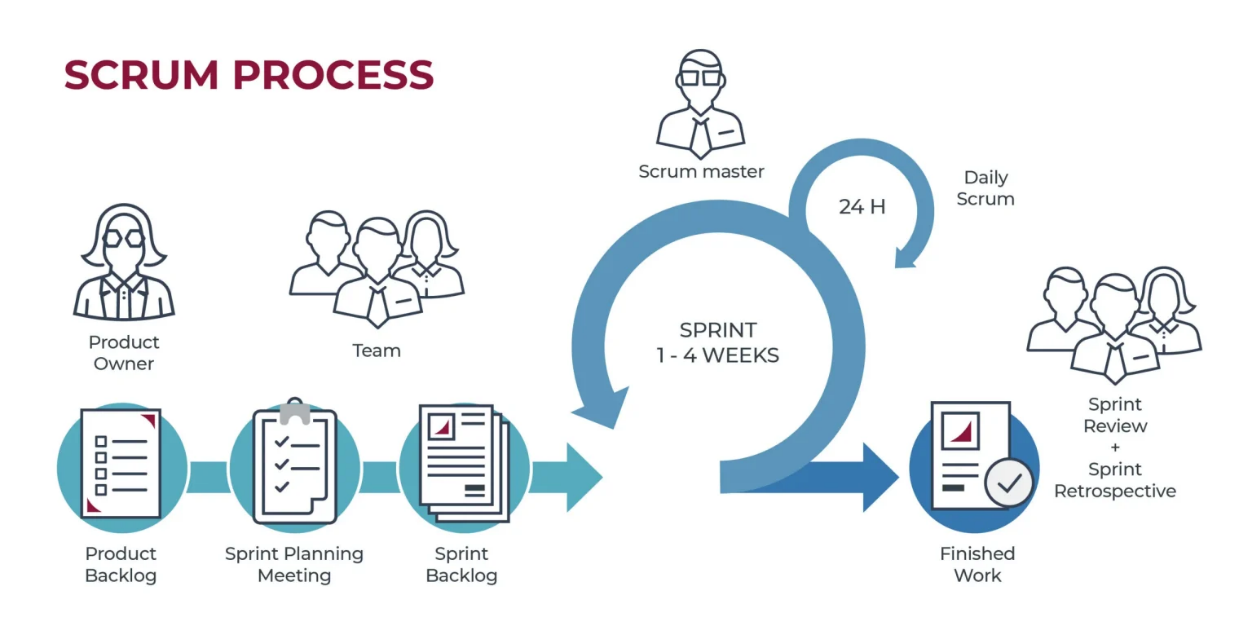 SCRUM PROCESS
Scrum master
24 H
Daily
Scrum
Product
Owner
Team
SPRINT
1 - 4 WEEKS
Sprint
Review
+
Sprint
Retrospective
Product
Backlog
Sprint Planning
Meeting
Sprint
Backlog
Finished
Work